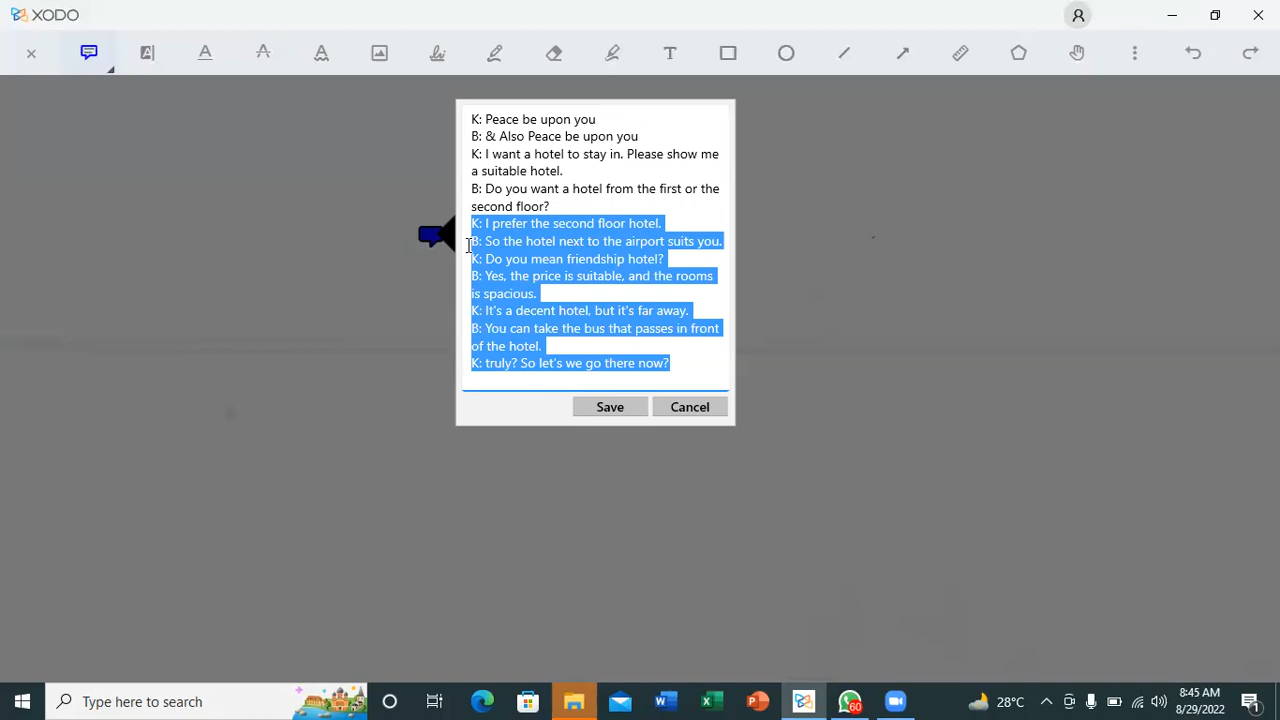 XODO
K: Peace be upon you
B: & Also Peace be upon you
K: I want a hotel to stay in. Please show me
a suitable hotel.
B: Do you want a hotel from the first or the
second floor?
K: I prefer the second floor hotel.
B: So the hotel next to the airport suits you.
K: Do you mean friendship hotel?
B: Yes, the price is suitable, and the rooms
is spacious.
K: It's a decent hotel, but it's far away.
B: You can take the bus that passes in front
of the hotel.
K: truly? So let's we go there now?
Save Cancel
Type here to search
60
28°C
8:45 AM
8/29/2022
1